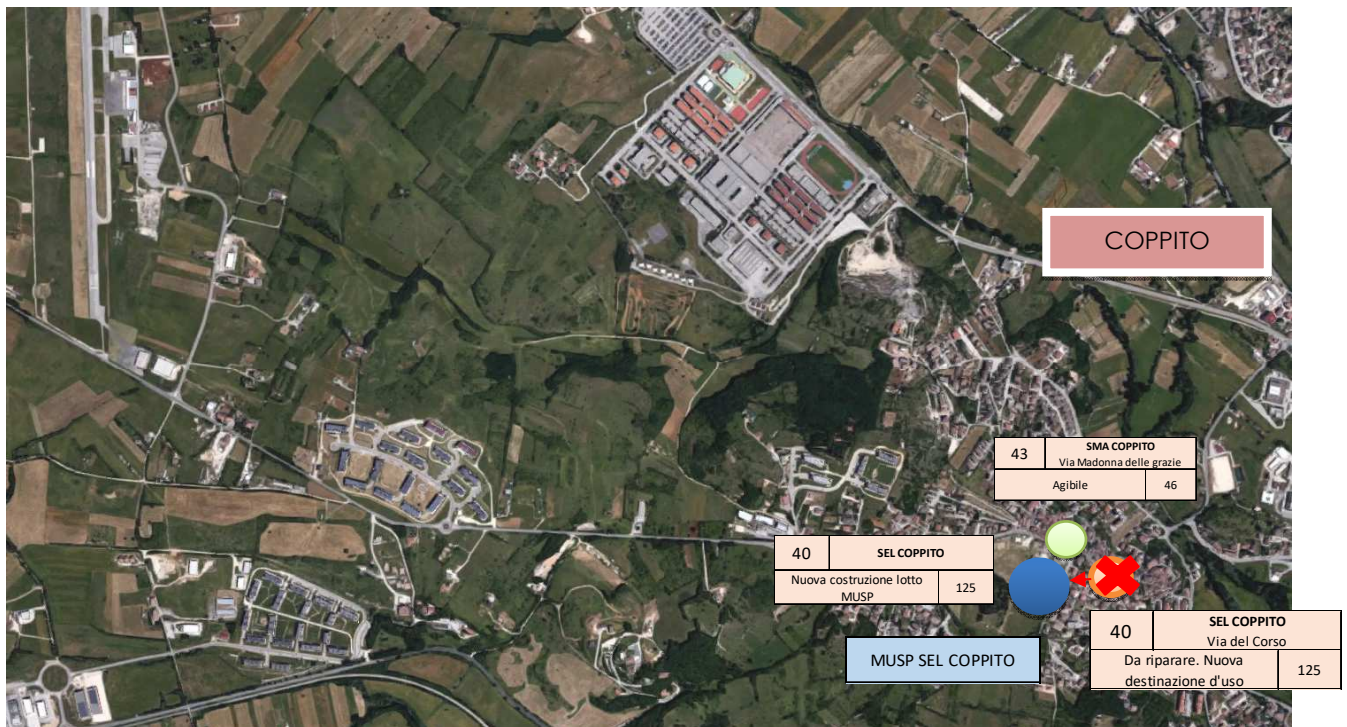 COPPITO
43
SMA COPPITO
Via Madonna delle grazie
Agibile
46
40
SEL COPPITO
Nuova costruzione lotto
MUSP
125
MUSP SEL COPPITO
40
SEL COPPITO
Via del Corso
Da riparare. Nuova
destinazione d'uso
125